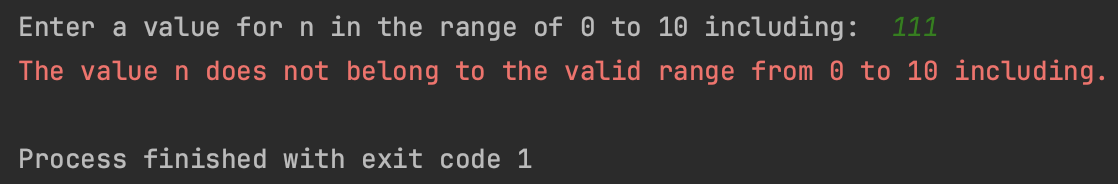 Enter a value for n in the range of 0 to 10 including:  111
The value n does not belong to the valid range from 0 to 10 including.
Process finished with exit code 1